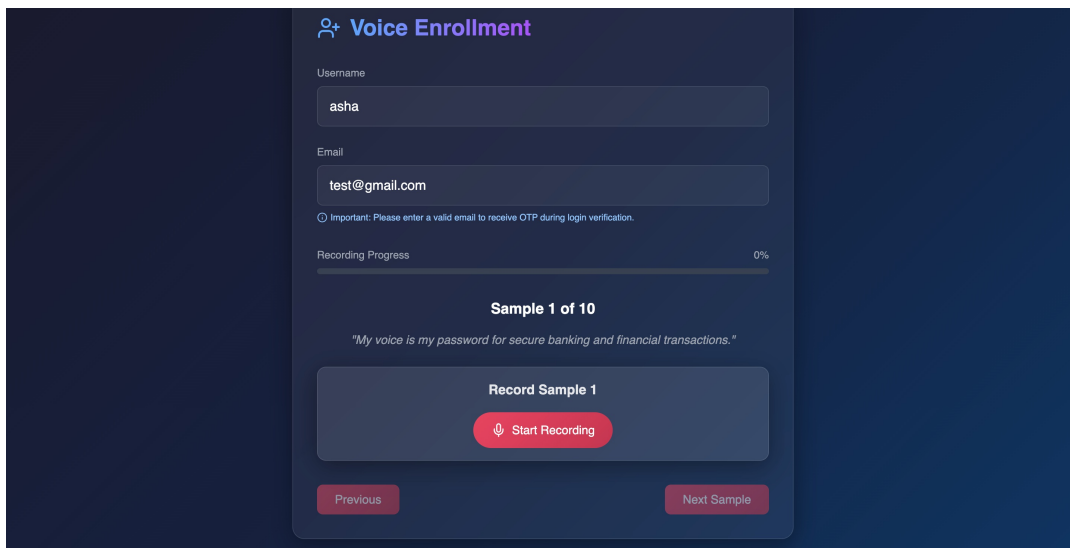 Voice Enrollment
Username
asha
Email
test@gmail.com
Important: Please enter a valid email to receive OTP during login verification.
Recording Progress 0%
Sample 1 of 10
"My voice is my password for secure banking and financial transactions."
Record Sample 1
Start Recording
Previous Next Sample